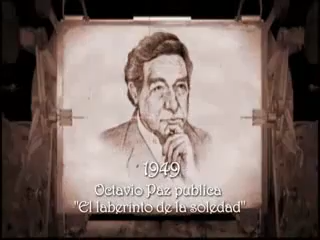 1949
Octavio Paz publica
"El laberinto de la soledad"